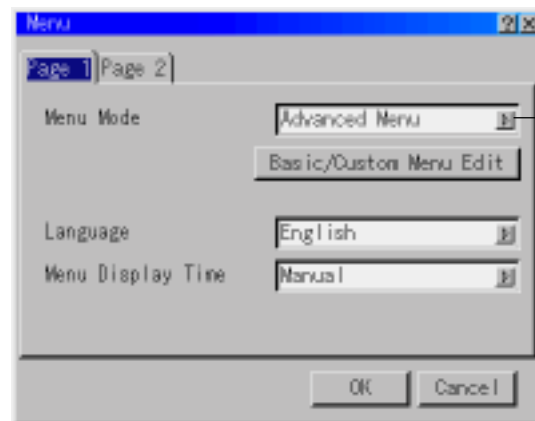 Menu
Page 1 Page 2
Menu Mode Advanced Menu
Basic/Custom Menu Edit
Language English
Menu Display Time Manual
OK Cancel